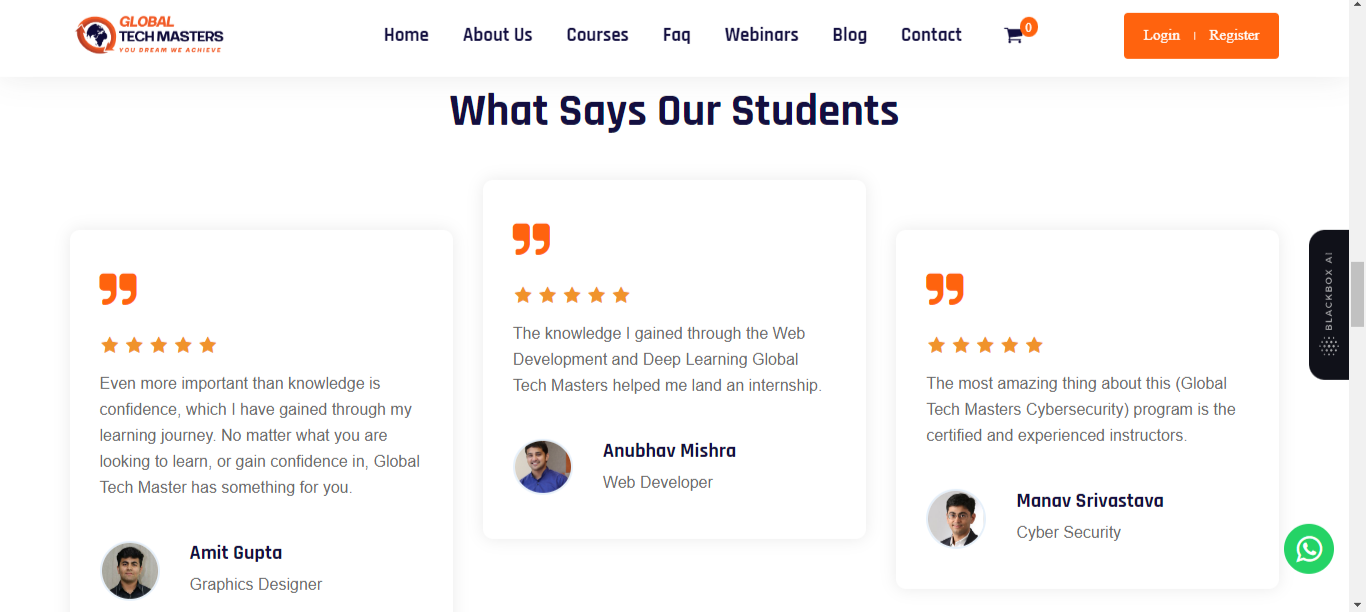 GLOBAL
TECH MASTERS
YOU DREAM WE ACHIEVE
Home
About Us
Courses
Faq
Webinars
Blog
Contact
0
Login | Register
What Says Our Students
Even more important than knowledge is
confidence, which I have gained through my
learning journey. No matter what you are
looking to learn, or gain confidence in, Global
Tech Master has something for you.
Amit Gupta
Graphics Designer
The knowledge I gained through the Web
Development and Deep Learning Global
Tech Masters helped me land an internship.
Anubhav Mishra
Web Developer
The most amazing thing about this (Global
Tech Masters Cybersecurity) program is the
certified and experienced instructors.
Manav Srivastava
Cyber Security
BLACKBOX AI